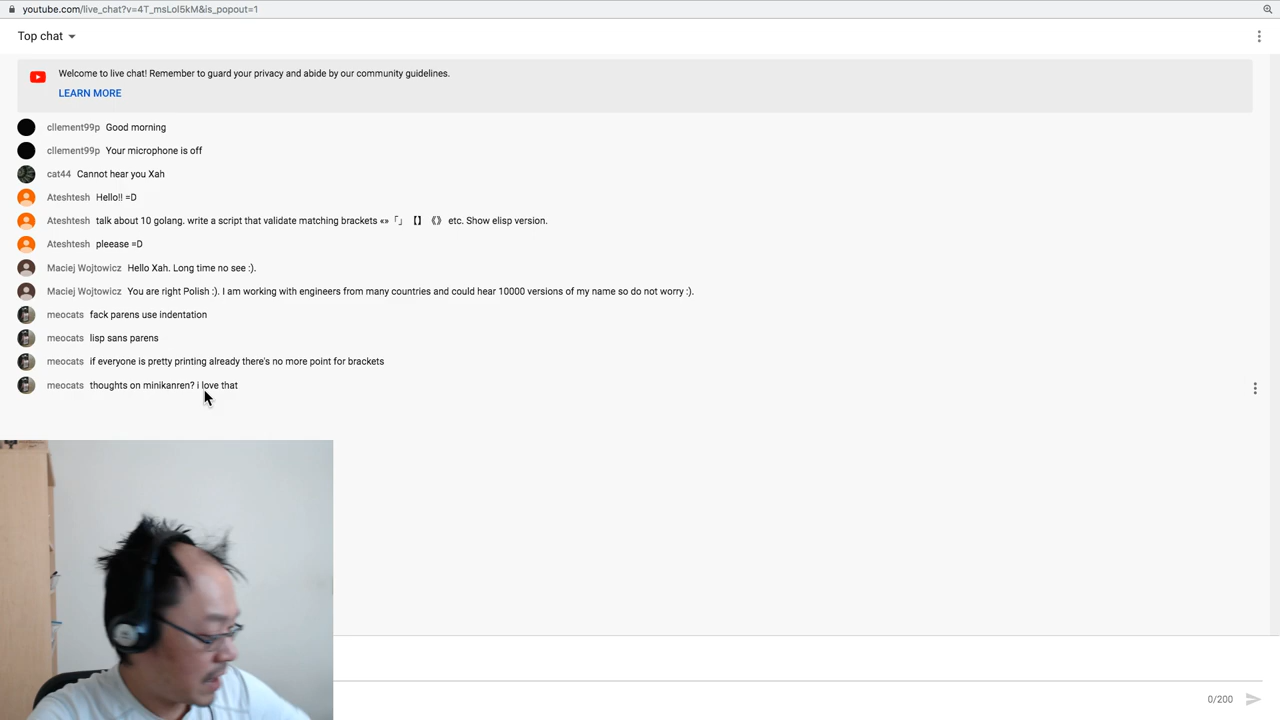 youtube.com/live_chat?v=4T_msLol5kM&is_popout=1
Top chat
Welcome to live chat! Remember to guard your privacy and abide by our community guidelines.
LEARN MORE
cllement99p Good morning
cllement99p Your microphone is off
cat44 Cannot hear you Xah
Ateshtesh Hello!! =D
Ateshtesh talk about 10 golang. write a script that validate matching brackets «» 「」 【】 《》 etc. Show elisp version.
Ateshtesh pleease =D
Maciej Wojtowicz Hello Xah. Long time no see :).
Maciej Wojtowicz You are right Polish :). I am working with engineers from many countries and could hear 10000 versions of my name so do not worry :).
meocats fack parens use indentation
meocats lisp sans parens
meocats if everyone is pretty printing already there's no more point for brackets
meocats thoughts on minikanren? i love that
0/200